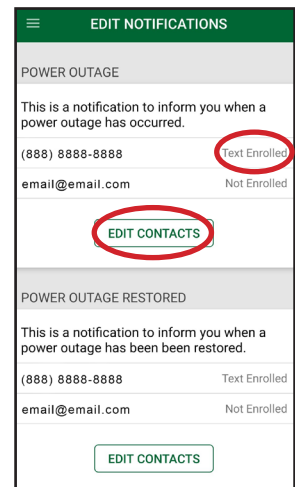 EDIT NOTIFICATIONS
POWER OUTAGE
This is a notification to inform you when a
power outage has occurred.
(888) 8888-8888 Text Enrolled
email@email.com Not Enrolled
EDIT CONTACTS
POWER OUTAGE RESTORED
This is a notification to inform you when a
power outage has been been restored.
(888) 8888-8888 Text Enrolled
email@email.com Not Enrolled
EDIT CONTACTS